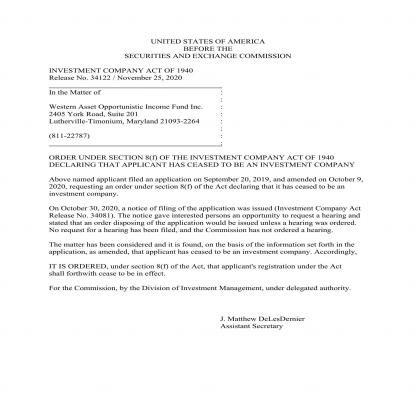 UNITED STATES OF AMERICA
BEFORE THE
SECURITIES AND EXCHANGE COMMISSION
INVESTMENT COMPANY ACT OF 1940
Release No. 34122 / November 25, 2020
In the Matter of :
:
Western Asset Opportunistic Income Fund Inc. :
2405 York Road, Suite 201 :
Lutherville-Timonium, Maryland 21093-2264 :
:
(811-22787) :
:
ORDER UNDER SECTION 8(f) OF THE INVESTMENT COMPANY ACT OF 1940
DECLARING THAT APPLICANT HAS CEASED TO BE AN INVESTMENT COMPANY
Above named applicant filed an application on September 20, 2019, and amended on October 9,
2020, requesting an order under section 8(f) of the Act declaring that it has ceased to be an
investment company.
On October 30, 2020, a notice of filing of the application was issued (Investment Company Act
Release No. 34081). The notice gave interested persons an opportunity to request a hearing and
stated that an order disposing of the application would be issued unless a hearing was ordered.
No request for a hearing has been filed, and the Commission has not ordered a hearing.
The matter has been considered and it is found, on the basis of the information set forth in the
application, as amended, that applicant has ceased to be an investment company. Accordingly,
IT IS ORDERED, under section 8(f) of the Act, that applicant's registration under the Act
shall forthwith cease to be in effect.
For the Commission, by the Division of Investment Management, under delegated authority.
J. Matthew DeLesDernier
Assistant Secretary